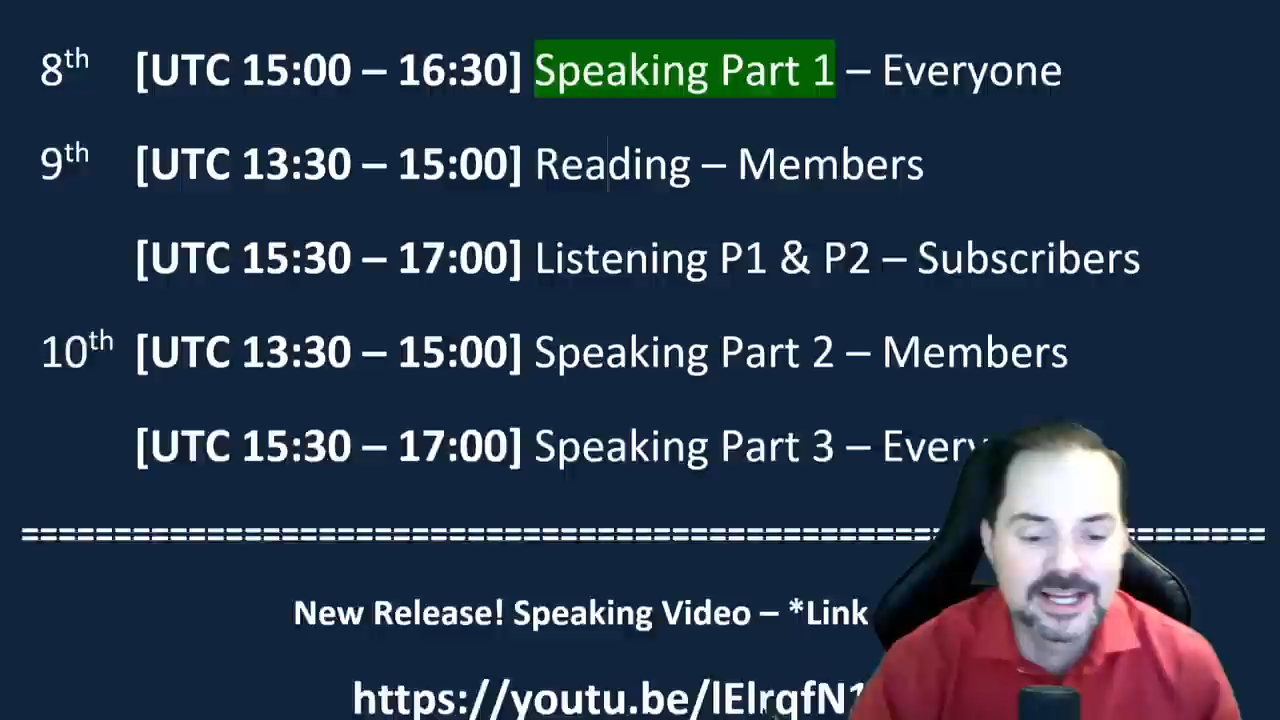 8th [UTC 15:00 – 16:30] Speaking Part 1 – Everyone
9th [UTC 13:30 – 15:00] Reading – Members
[UTC 15:30 – 17:00] Listening P1 & P2 – Subscribers
10th [UTC 13:30 – 15:00] Speaking Part 2 – Members
[UTC 15:30 – 17:00] Speaking Part 3 – Every
New Release! Speaking Video – *Link
https://youtu.be/lElrqfN1